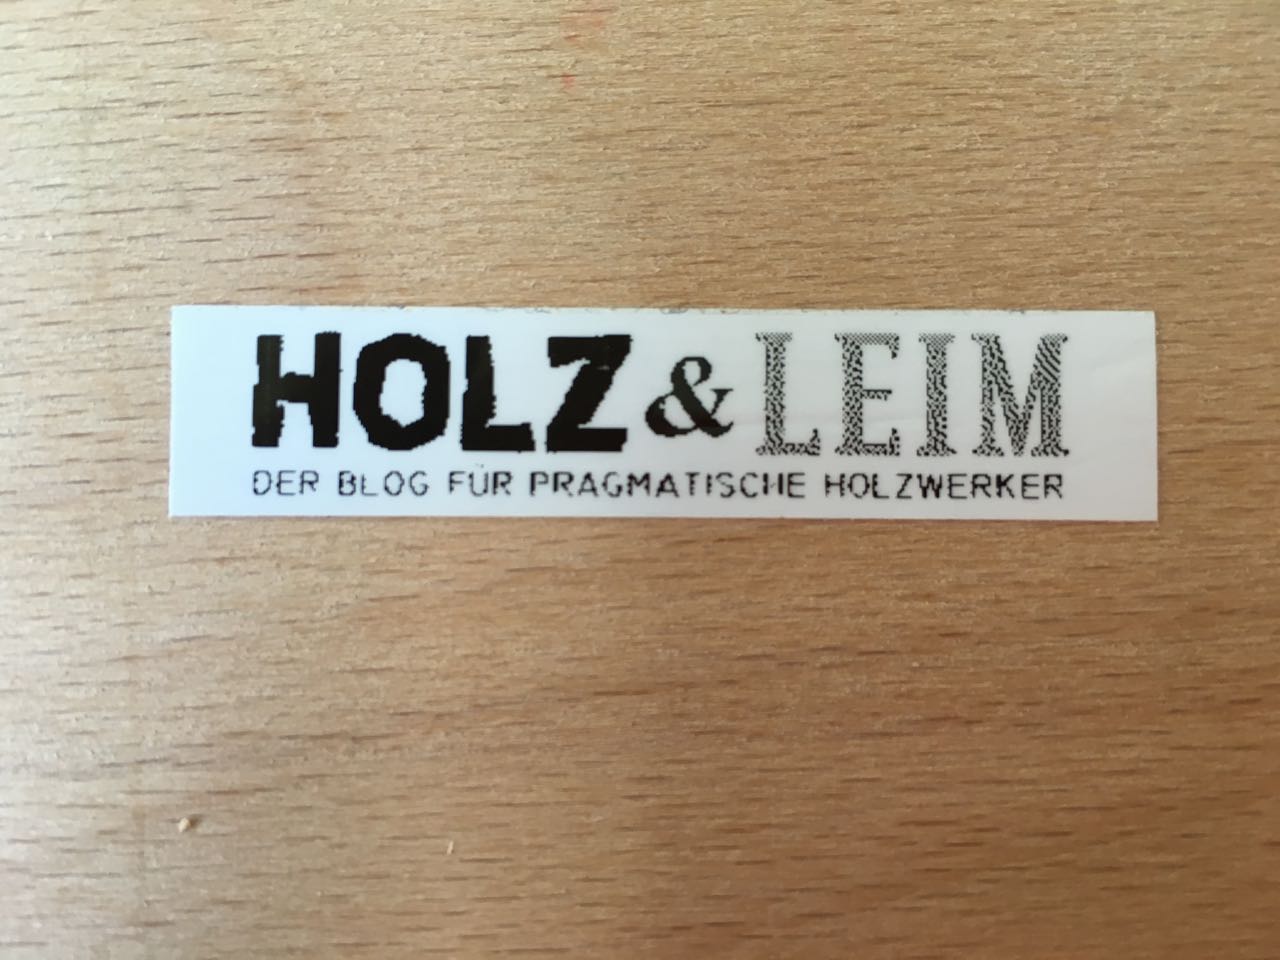 HOLZ & LEIM
DER BLOG FÜR PRAGMATISCHE HOLZWERKER